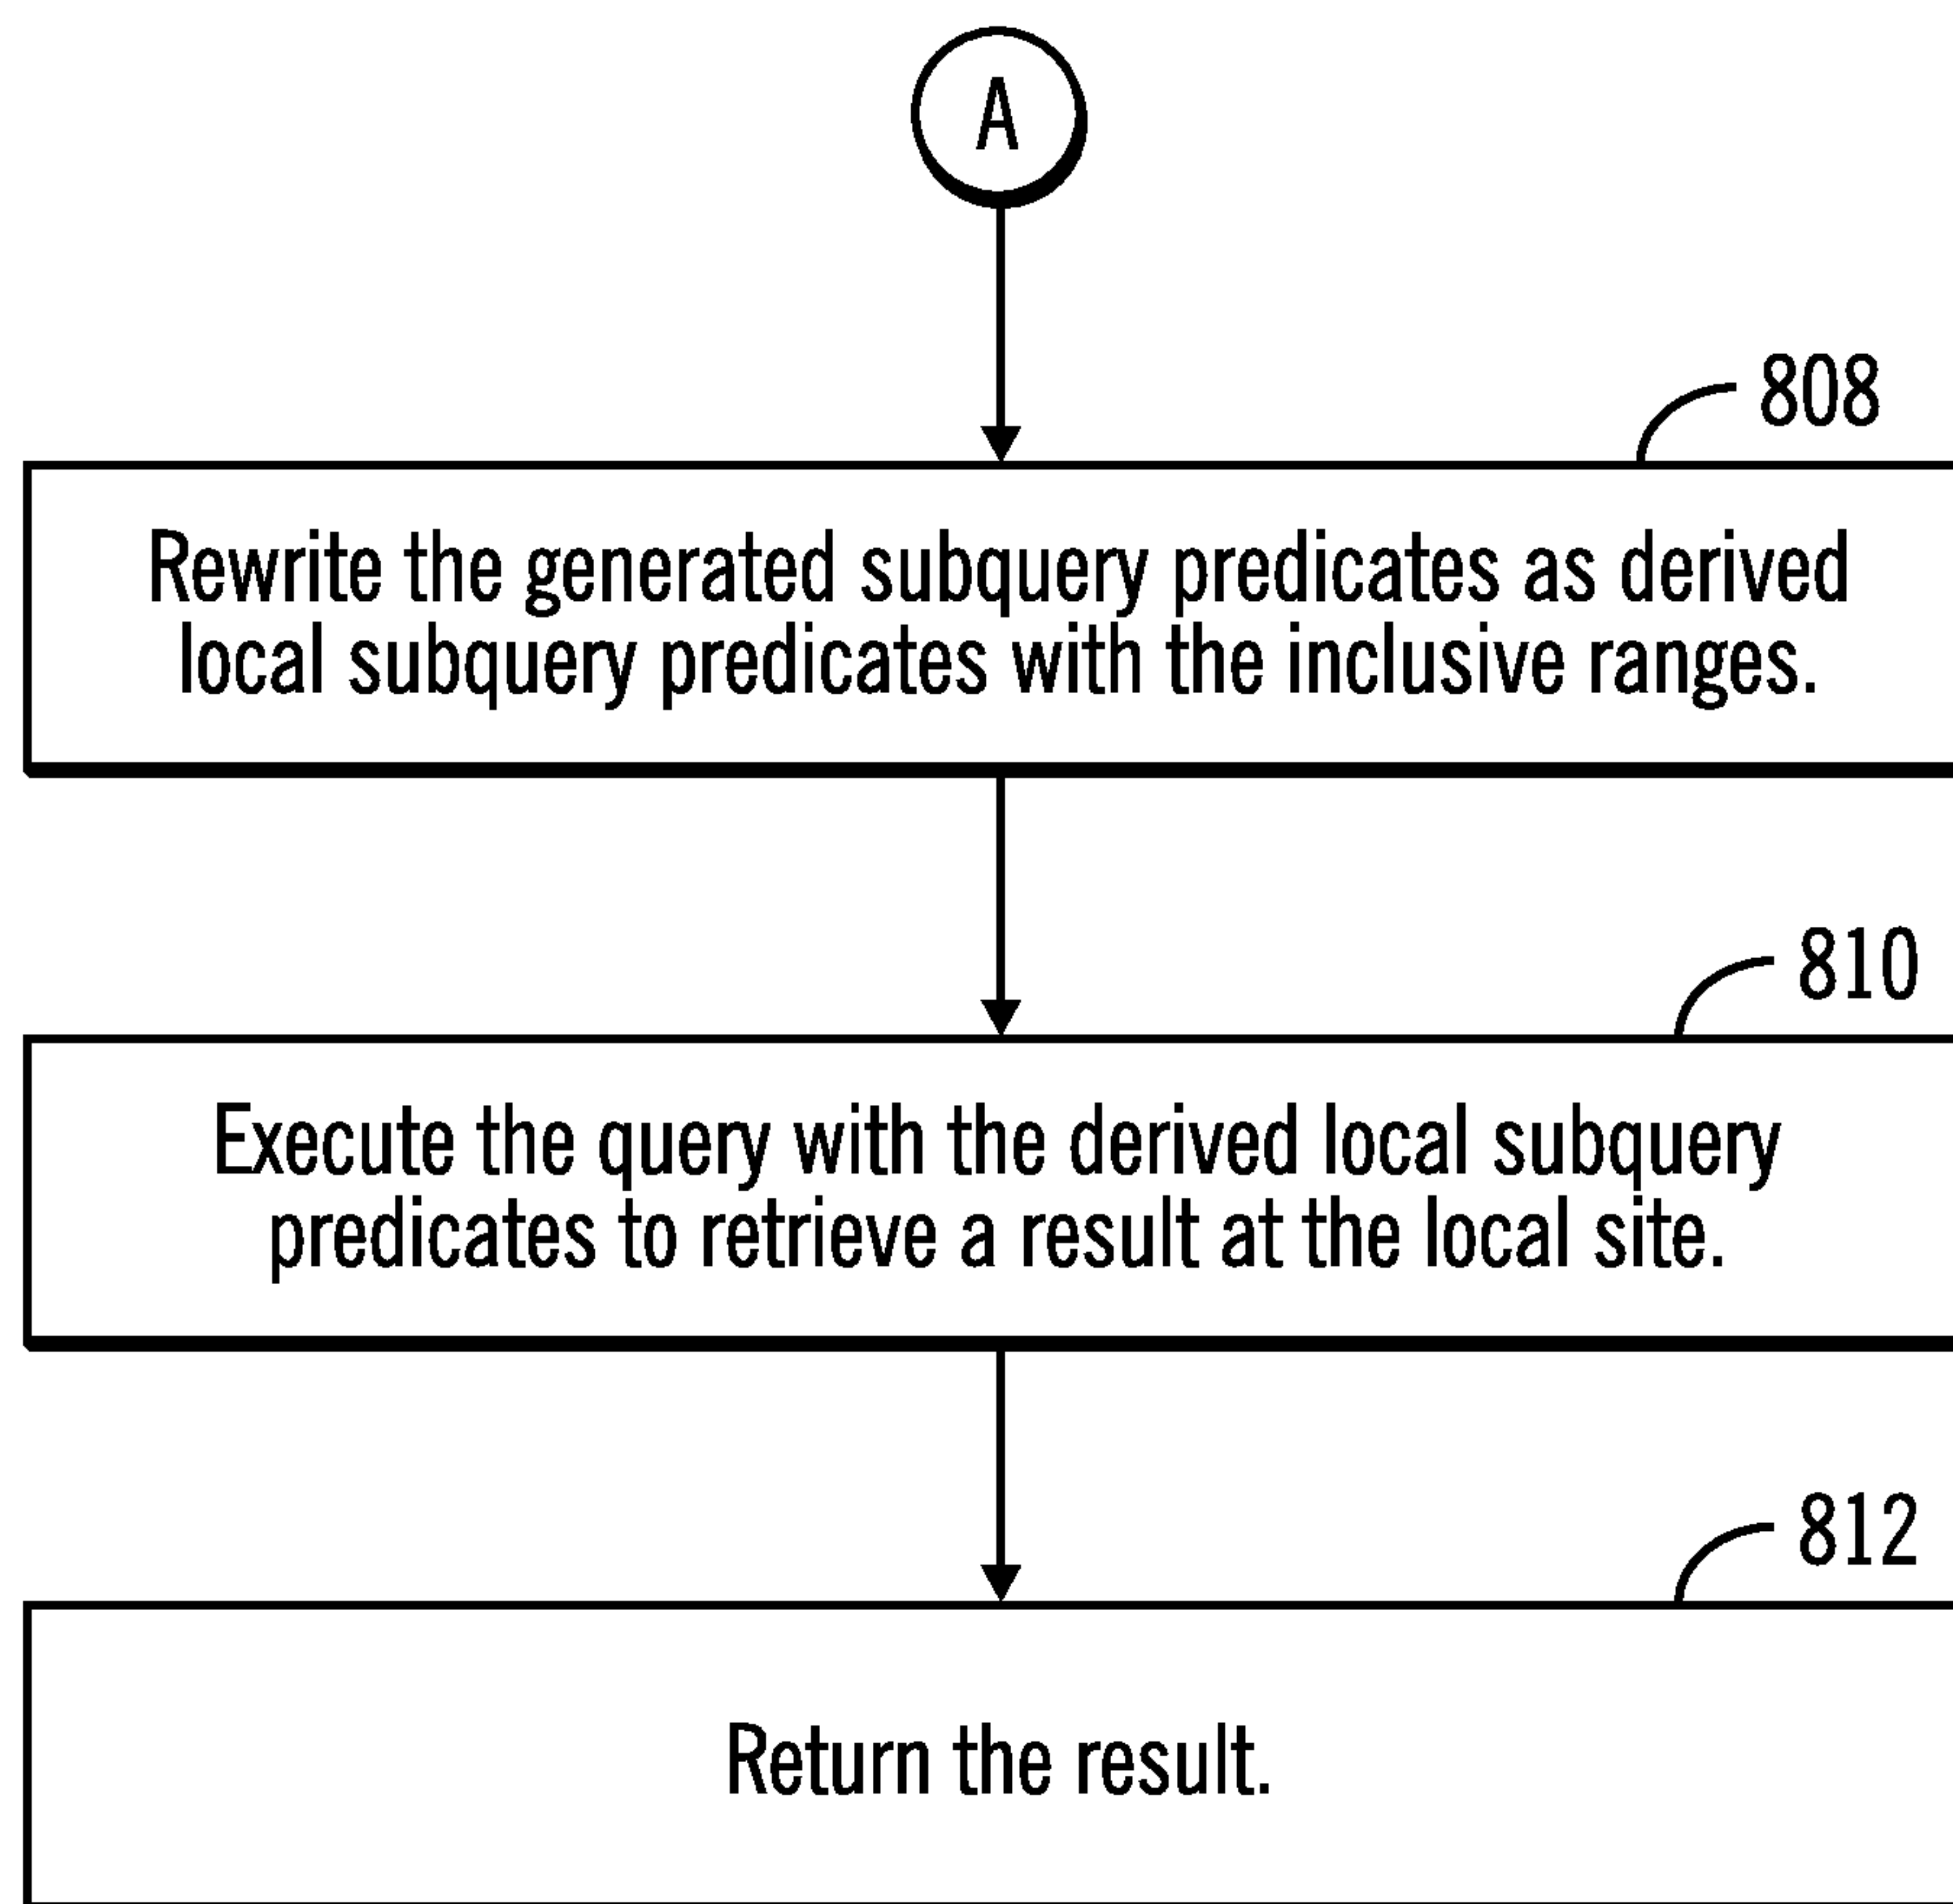 A
808
Rewrite the generated subquery predicates as derived
local subquery predicates with the inclusive ranges.
810
Execute the query with the derived local subquery
predicates to retrieve a result at the local site.
812
Return the result.